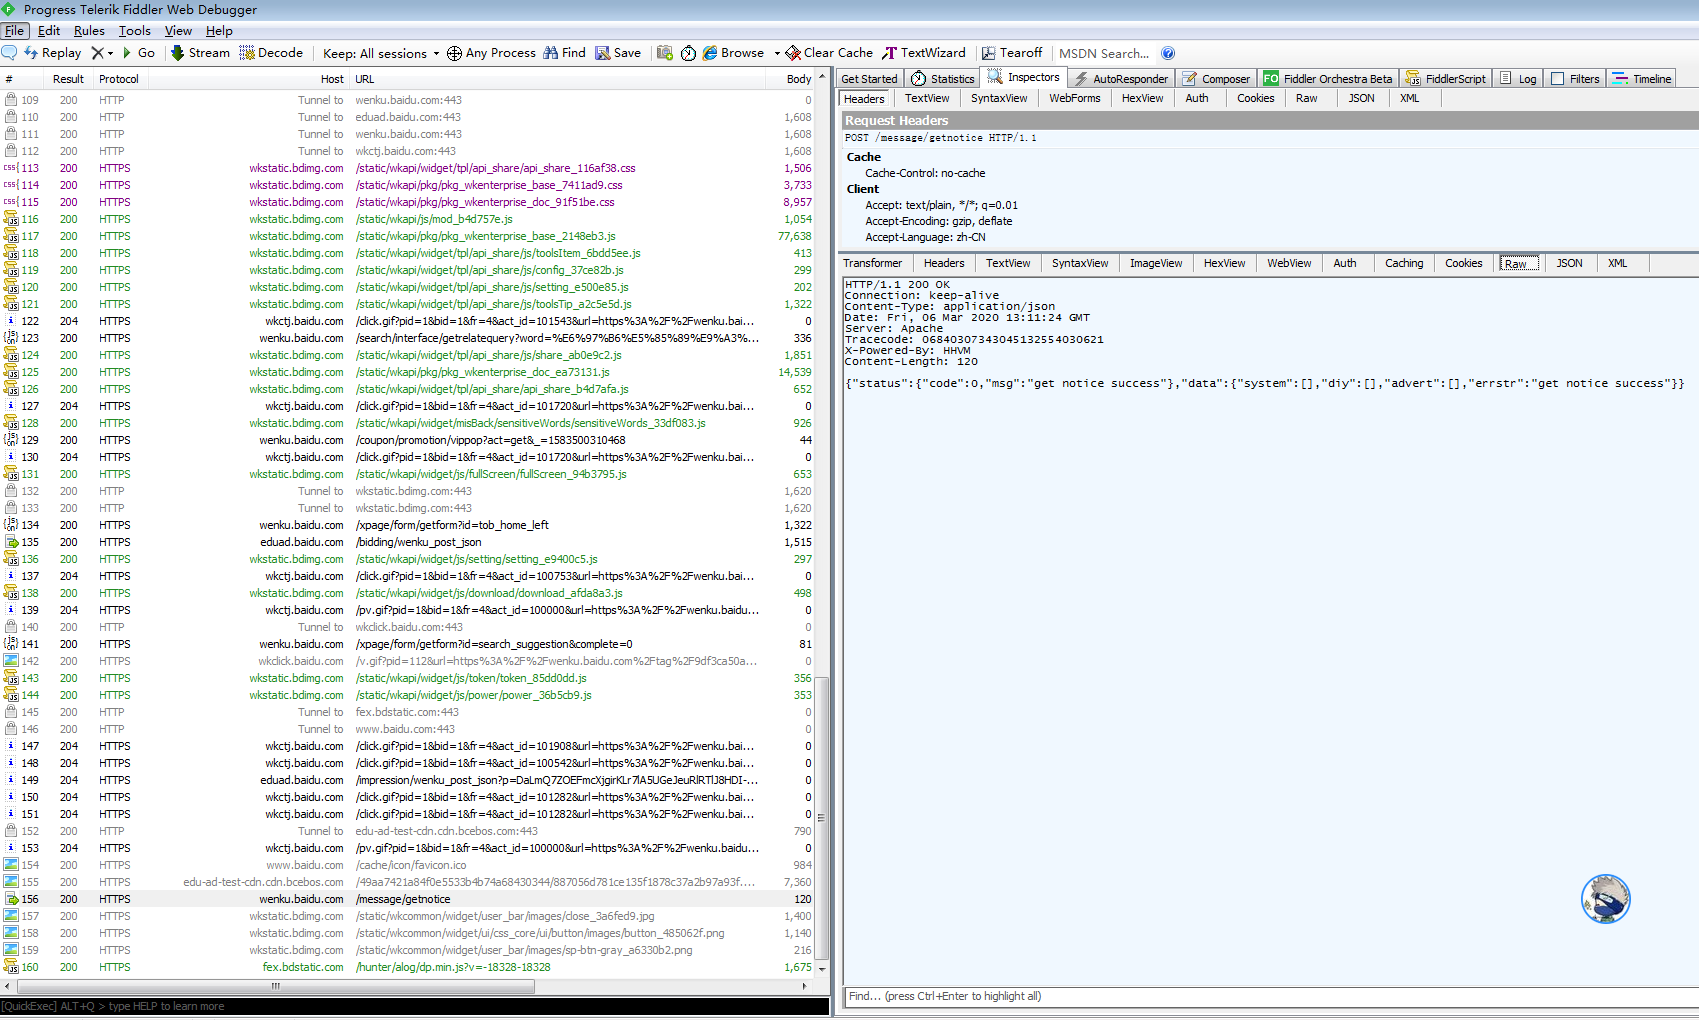 Progress Telerik Fiddler Web Debugger
File Edit Rules Tools View Help
Replay Go Stream Decode Keep: All sessions Any Process Find Save Browse Clear Cache TextWizard Tearoff MSDN Search...
# Result Protocol Host URL Body
109 200 HTTP Tunnel to wenku.baidu.com:443 0
110 200 HTTP Tunnel to eduad.baidu.com:443 1,608
111 200 HTTP Tunnel to wenku.baidu.com:443 0
112 200 HTTP Tunnel to wkctj.baidu.com:443 1,608
113 200 HTTPS wkstatic.bdimg.com /static/wkapi/widget/tpl/api_share/api_share_116af38.css 1,506
114 200 HTTPS wkstatic.bdimg.com /static/wkapi/pkg/pkg_wkenterprise_base_7411ad9.css 3,733
115 200 HTTPS wkstatic.bdimg.com /static/wkapi/pkg/pkg_wkenterprise_doc_91f51be.css 8,957
116 200 HTTPS wkstatic.bdimg.com /static/wkapi/js/mod_b4d757e.js 1,054
117 200 HTTPS wkstatic.bdimg.com /static/wkapi/pkg/pkg_wkenterprise_base_2148eb3.js 77,638
118 200 HTTPS wkstatic.bdimg.com /static/wkapi/widget/tpl/api_share/js/toolsItem_6bdd5ee.js 413
119 200 HTTPS wkstatic.bdimg.com /static/wkapi/widget/tpl/api_share/js/config_37ce82b.js 299
120 200 HTTPS wkstatic.bdimg.com /static/wkapi/widget/tpl/api_share/js/setting_e500e85.js 202
121 200 HTTPS wkstatic.bdimg.com /static/wkapi/widget/tpl/api_share/js/toolsTip_a2c5e5d.js 1,322
122 204 HTTPS wkctj.baidu.com /click.gif?pid=1&bid=1&fr=4&act_id=101543&url=https%3A%2F%2Fwenku.bai... 0
123 200 HTTPS wenku.baidu.com /search/interface/getrelatequery?word=%E6%97%B6%E5%85%89%E9%A3%... 336
124 200 HTTPS wkstatic.bdimg.com /static/wkapi/widget/tpl/api_share/js/share_ab0e9c2.js 1,851
125 200 HTTPS wkstatic.bdimg.com /static/wkapi/pkg/pkg_wkenterprise_doc_ea73131.js 14,539
126 200 HTTPS wkstatic.bdimg.com /static/wkapi/widget/tpl/api_share/api_share_b4d7afa.js 652
127 204 HTTPS wkctj.baidu.com /click.gif?pid=1&bid=1&fr=4&act_id=101720&url=https%3A%2F%2Fwenku.bai... 0
128 200 HTTPS wkstatic.bdimg.com /static/wkapi/widget/misBack/sensitiveWords/sensitiveWords_33df083.js 926
129 200 HTTPS wenku.baidu.com /coupon/promotion/vippop?act=get&_=1583500310468 44
130 204 HTTPS wkctj.baidu.com /click.gif?pid=1&bid=1&fr=4&act_id=101720&url=https%3A%2F%2Fwenku.bai... 0
131 200 HTTPS wkstatic.bdimg.com /static/wkapi/widget/js/fullScreen/fullScreen_94b3795.js 653
132 200 HTTP Tunnel to wkstatic.bdimg.com:443 1,620
133 200 HTTP Tunnel to wkstatic.bdimg.com:443 1,620
134 200 HTTPS wenku.baidu.com /xpage/form/getform?id=tob_home_left 1,322
135 200 HTTPS eduad.baidu.com /bidding/wenku_post_json 1,515
136 200 HTTPS wkstatic.bdimg.com /static/wkapi/widget/js/setting/setting_e9400c5.js 297
137 204 HTTPS wkctj.baidu.com /click.gif?pid=1&bid=1&fr=4&act_id=100753&url=https%3A%2F%2Fwenku.bai... 0
138 200 HTTPS wkstatic.bdimg.com /static/wkapi/widget/js/download/download_afda8a3.js 498
139 204 HTTPS wkctj.baidu.com /pv.gif?pid=1&bid=1&fr=4&act_id=100000&url=https%3A%2F%2Fwenku.baidu... 0
140 200 HTTP Tunnel to wkclick.baidu.com:443 0
141 200 HTTPS wenku.baidu.com /xpage/form/getform?id=search_suggestion&complete=0 81
142 200 HTTPS wkclick.baidu.com /v.gif?pid=112&url=https%3A%2F%2Fwenku.baidu.com%2Ftag%2F9df3ca50a... 0
143 200 HTTPS wkstatic.bdimg.com /static/wkapi/widget/js/token/token_85dd0dd.js 356
144 200 HTTPS wkstatic.bdimg.com /static/wkapi/widget/js/power/power_36b5cb9.js 353
145 200 HTTP Tunnel to fex.bdstatic.com:443 0
146 200 HTTP Tunnel to www.baidu.com:443 0
147 204 HTTPS wkctj.baidu.com /click.gif?pid=1&bid=1&fr=4&act_id=101908&url=https%3A%2F%2Fwenku.bai... 0
148 204 HTTPS wkctj.baidu.com /click.gif?pid=1&bid=1&fr=4&act_id=100542&url=https%3A%2F%2Fwenku.bai... 0
149 204 HTTPS eduad.baidu.com /impression/wenku_post_json?p=DaLmQ7ZOEFmcXjgirKLr7lA5UGeJeuRlRTlJ8HDI-... 0
150 204 HTTPS wkctj.baidu.com /click.gif?pid=1&bid=1&fr=4&act_id=101282&url=https%3A%2F%2Fwenku.bai... 0
151 204 HTTPS wkctj.baidu.com /click.gif?pid=1&bid=1&fr=4&act_id=101282&url=https%3A%2F%2Fwenku.bai... 0
152 200 HTTP Tunnel to edu-ad-test-cdn.cdn.bcebos.com:443 790
153 204 HTTPS wkctj.baidu.com /pv.gif?pid=1&bid=1&fr=4&act_id=100000&url=https%3A%2F%2Fwenku.baidu... 0
154 200 HTTPS www.baidu.com /cache/icon/favicon.ico 984
155 200 HTTPS edu-ad-test-cdn.cdn.bcebos.com /49aa7421a84f0e5533b4b74a68430344/887056d781ce135f1878c37a2b97a93f.... 7,360
156 200 HTTPS wenku.baidu.com /message/getnotice 120
157 200 HTTPS wkstatic.bdimg.com /static/wkcommon/widget/user_bar/images/close_3a6fed9.jpg 1,400
158 200 HTTPS wkstatic.bdimg.com /static/wkcommon/widget/ui/css_core/ui/button/images/button_485062f.png 1,140
159 200 HTTPS wkstatic.bdimg.com /static/wkcommon/widget/user_bar/images/sp-btn-gray_a6330b2.png 216
160 200 HTTPS fex.bdstatic.com /hunter/alog/dp.min.js?v=-18328-18328 1,675
[QuickExec] ALT+Q > type HELP to learn more
Get Started Statistics Inspectors AutoResponder Composer FO Fiddler Orchestra Beta FiddlerScript Log Filters Timeline
Headers TextView SyntaxView WebForms HexView Auth Cookies Raw JSON XML
Request Headers
POST /message/getnotice HTTP/1.1
Cache
Cache-Control: no-cache
Client
Accept: text/plain, */*; q=0.01
Accept-Encoding: gzip, deflate
Accept-Language: zh-CN
Transformer Headers TextView SyntaxView ImageView HexView WebView Auth Caching Cookies Raw JSON XML
HTTP/1.1 200 OK
Connection: keep-alive
Content-Type: application/json
Date: Fri, 06 Mar 2020 13:11:24 GMT
Server: Apache
Tracecode: 06840307343045132554030621
X-Powered-By: HHVM
Content-Length: 120
{"status":{"code":0,"msg":"get notice success"},"data":{"system":[],"diy":[],"advert":[],"errstr":"get notice success"}}
Find... (press Ctrl+Enter to highlight all)